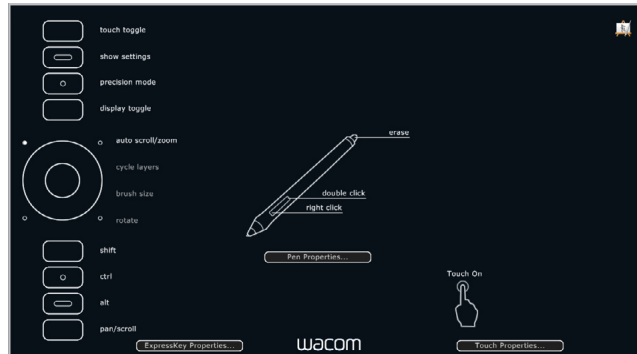 touch toggle
show settings
precision mode
display toggle
auto scroll/zoom
cycle layers
brush size
rotate
shift
ctrl
alt
pan/scroll
erase
double click
right click
Pen Properties...
Touch On
ExpressKey Properties...
wacom
Touch Properties...